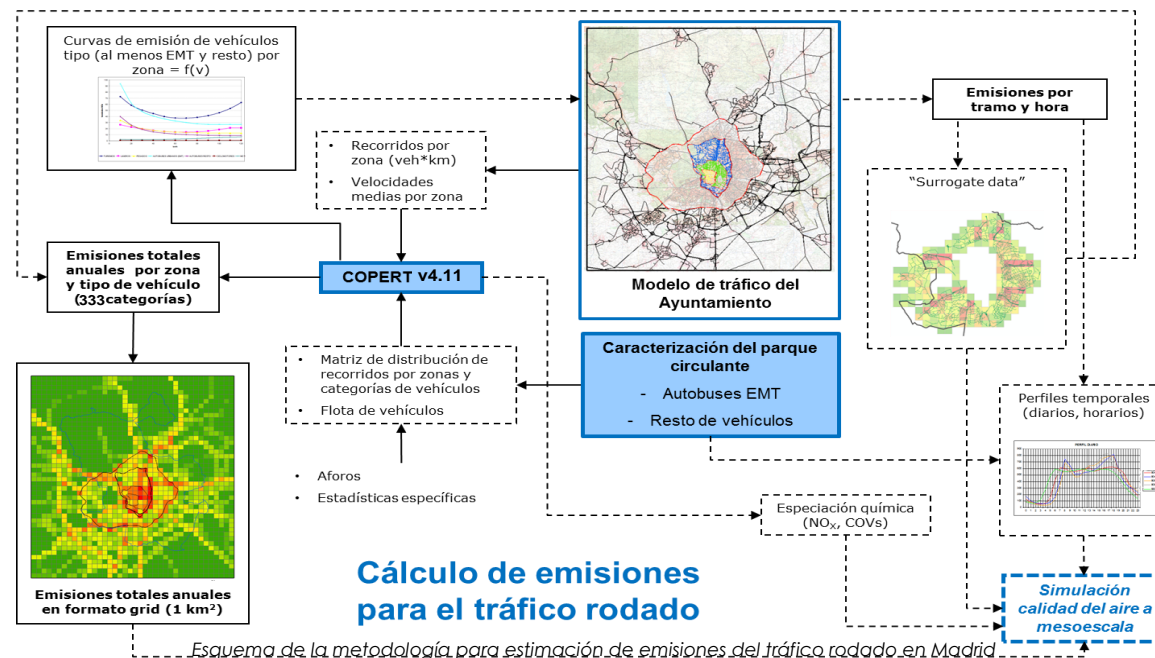 Curvas de emisión de vehículos
tipo (al menos EMT y resto) por
zona = f(v)
• Recorridos por
zona (veh*km)
• Velocidades
medias por zona
Modelo de tráfico del
Ayuntamiento
Emisiones por
tramo y hora
“Surrogate data”
Emisiones totales
anuales por zona
y tipo de vehículo
(333categorías)
COPERT v4.11
• Matriz de distribución de
recorridos por zonas y
categorías de vehículos
• Flota de vehículos
Caracterización del parque
circulante
- Autobuses EMT
- Resto de vehículos
Perfiles temporales
(diarios, horarios)
• Aforos
• Estadísticas específicas
Especiación química
(NOX, COVs)
Emisiones totales anuales
en formato grid (1 km²)
Cálculo de emisiones
para el tráfico rodado
Simulación
calidad del aire a
mesoescala
Esquema de la metodología para estimación de emisiones del tráfico rodado en Madrid